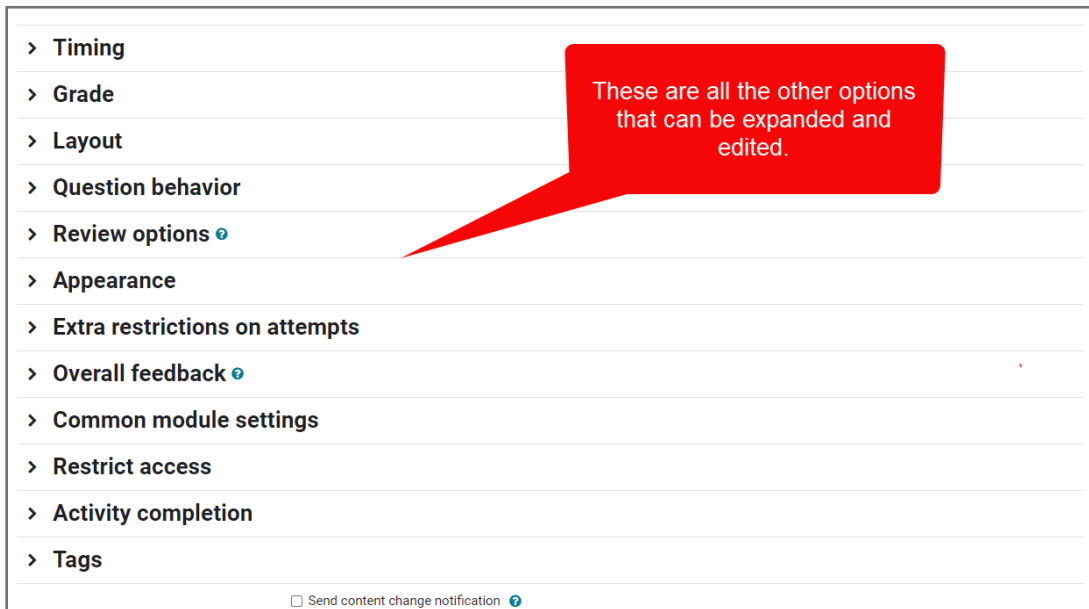 Timing
Grade
Layout
Question behavior
Review options
Appearance
Extra restrictions on attempts
Overall feedback
Common module settings
Restrict access
Activity completion
Tags
Send content change notification
These are all the other options
that can be expanded and
edited.